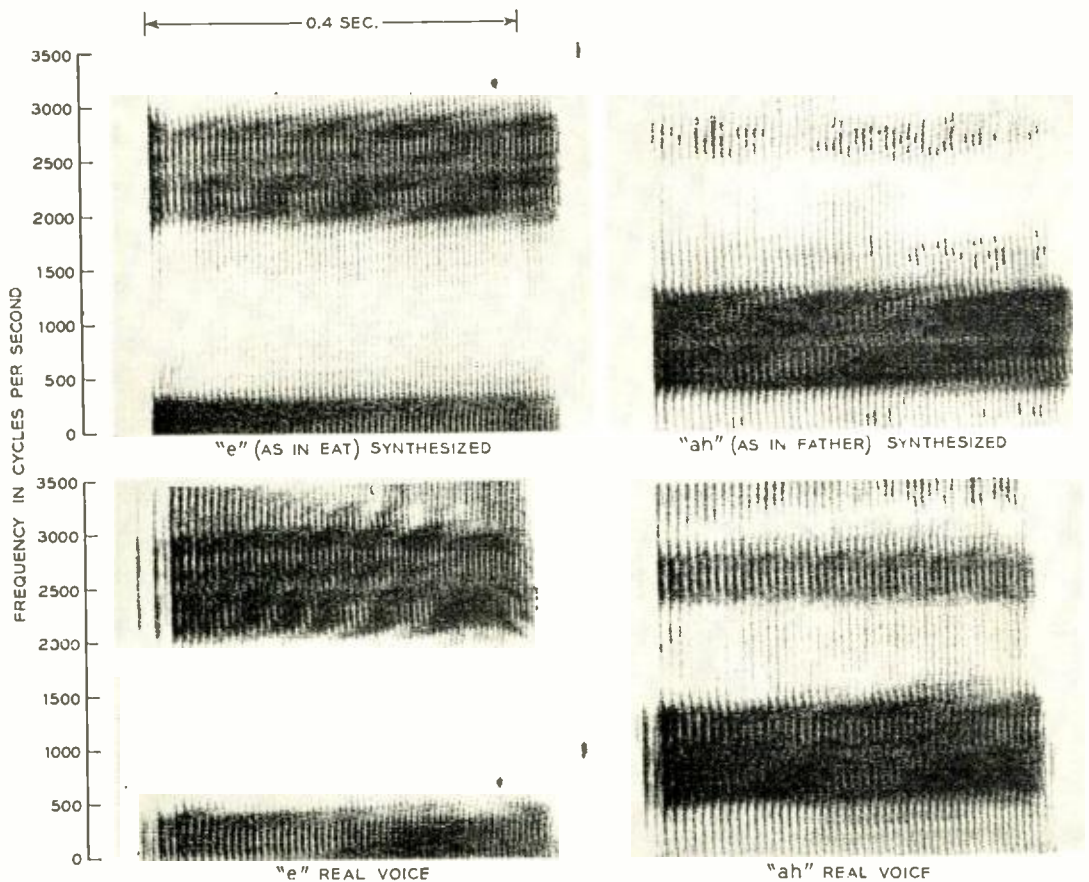 0.4 SEC.
FREQUENCY IN CYCLES PER SECOND
3500
3000
2500
2000
1500
1000
500
0
"e" (AS IN EAT) SYNTHESIZED
"ah" (AS IN FATHER) SYNTHESIZED
3500
3000
2500
2000
1500
1000
500
0
"e" REAL VOICE
"ah" REAL VOICE